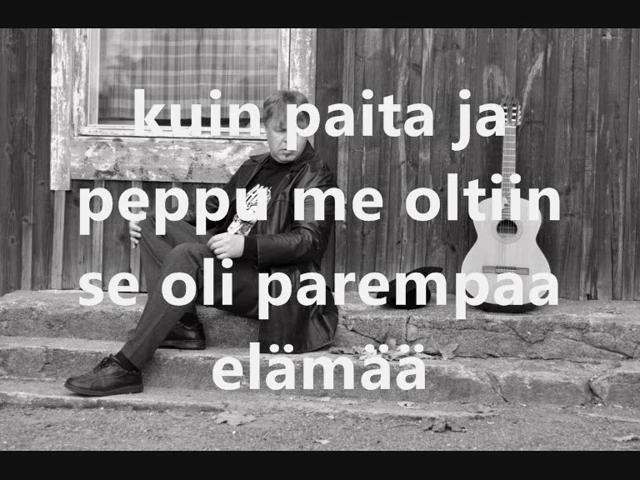 kuin paita ja
peppu me oltiin
se oli parempaa
elämää